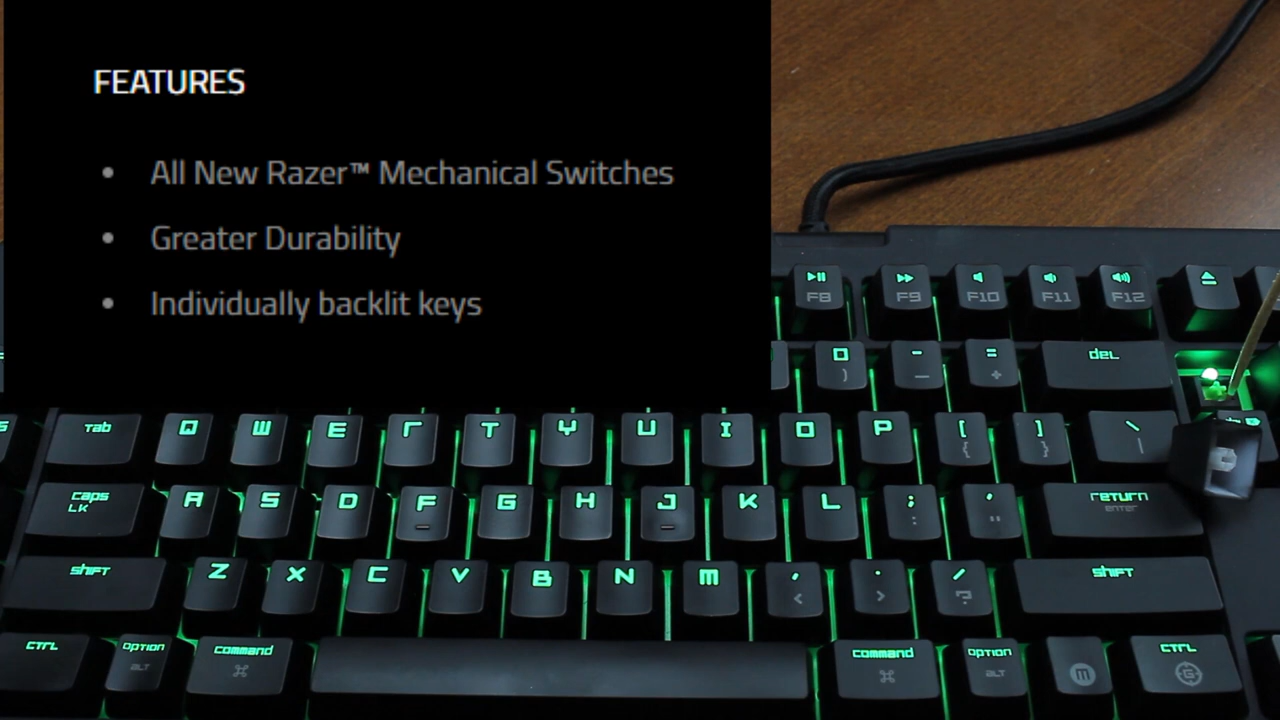 FEATURES
• All New Razer™ Mechanical Switches
• Greater Durability
• Individually backlit keys
F8 F9 F10 F11 F12
0 ) - _ = + del
Tab Q W E r T Y U I O P [ { ] } \ |
caps LK A S D F G H J K L ; : ' " return enter
shift Z X C V B N m , < . > / ? shift
CTRL option ALT command ⌘ command ⌘ option ALT m CTRL G